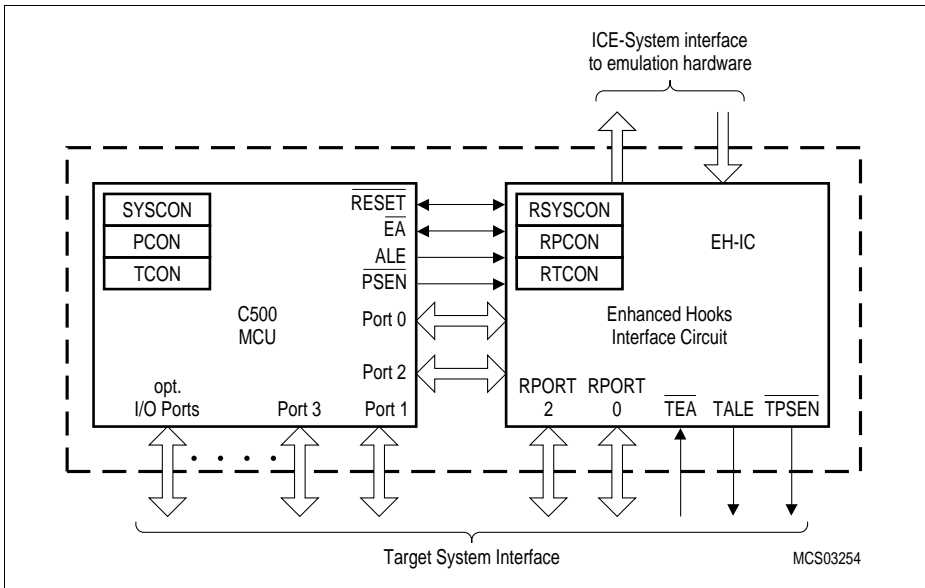 ICE-System interface
to emulation hardware
SYSCON
PCON
TCON
RESET
EA
ALE
PSEN
C500
MCU
Port 0
Port 2
opt.
I/O Ports
Port 3
Port 1
RSYSCON
RPCON
RTCON
EH-IC
Enhanced Hooks
Interface Circuit
RPORT
2
RPORT
0
TEA
TALE
TPSEN
Target System Interface
MCS03254